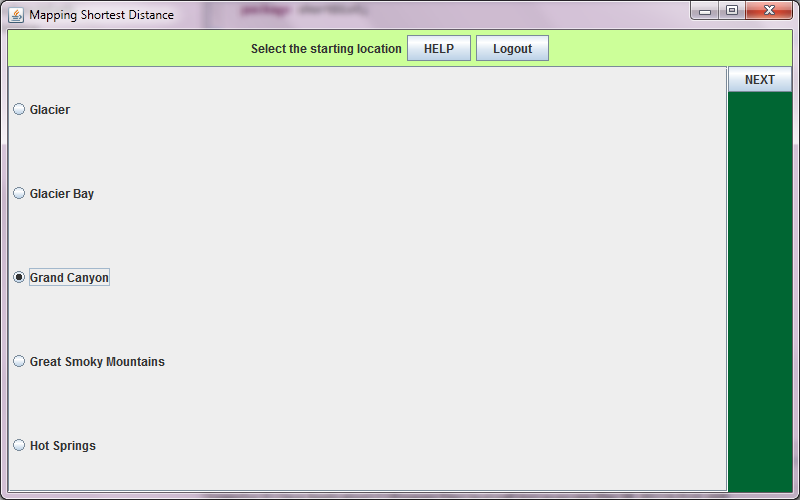 Mapping Shortest Distance
Select the starting location HELP Logout
NEXT
Glacier
Glacier Bay
Grand Canyon
Great Smoky Mountains
Hot Springs